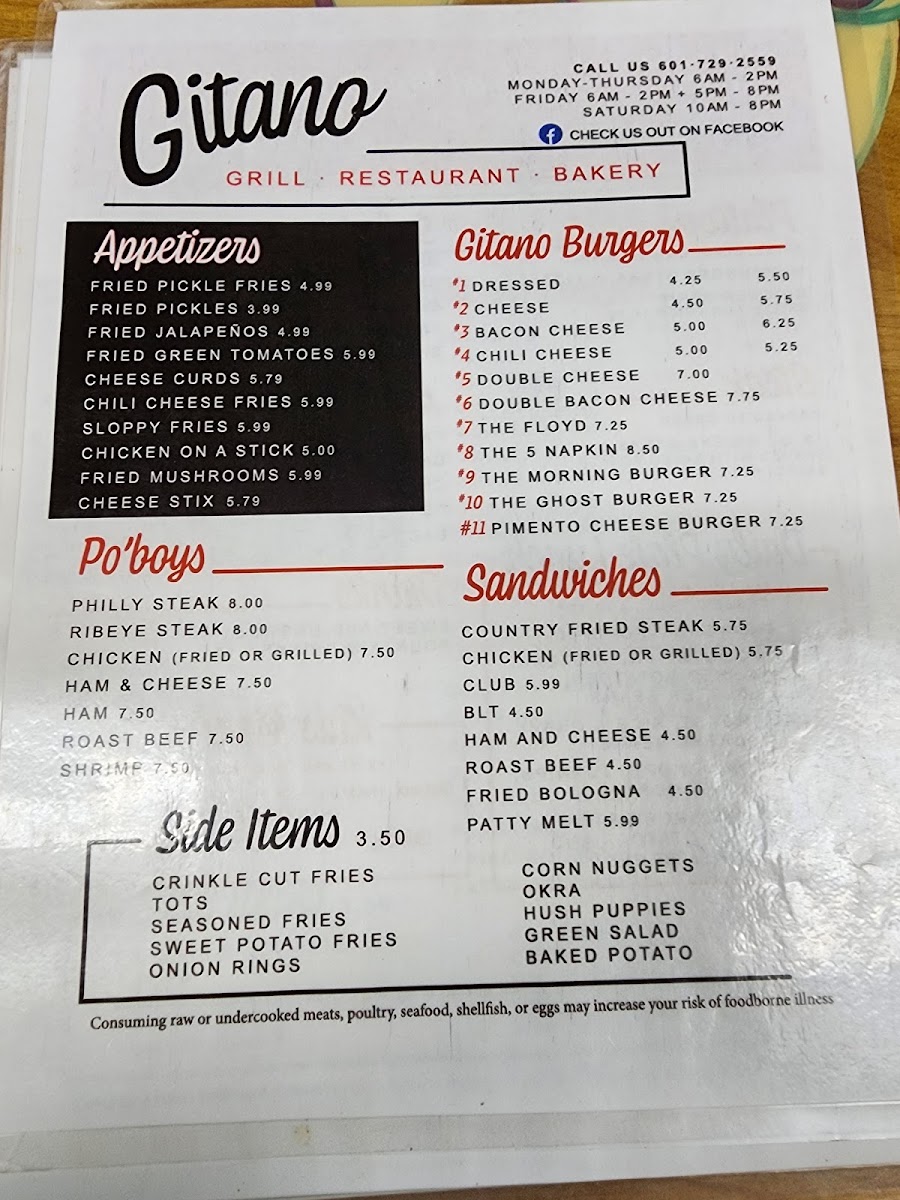 Gitano
CALL US 601·729·2559
MONDAY-THURSDAY 6AM - 2PM
FRIDAY 6AM - 2PM + 5PM - 8PM
SATURDAY 10AM - 8PM
f CHECK US OUT ON FACEBOOK
GRILL · RESTAURANT · BAKERY
Appetizers
FRIED PICKLE FRIES 4.99
FRIED PICKLES 3.99
FRIED JALAPEÑOS 4.99
FRIED GREEN TOMATOES 5.99
CHEESE CURDS 5.79
CHILI CHEESE FRIES 5.99
SLOPPY FRIES 5.99
CHICKEN ON A STICK 5.00
FRIED MUSHROOMS 5.99
CHEESE STIX 5.79
Gitano Burgers
#1 DRESSED 4.25 5.50
#2 CHEESE 4.50 5.75
#3 BACON CHEESE 5.00 6.25
#4 CHILI CHEESE 5.00 5.25
#5 DOUBLE CHEESE 7.00
#6 DOUBLE BACON CHEESE 7.75
#7 THE FLOYD 7.25
#8 THE 5 NAPKIN 8.50
#9 THE MORNING BURGER 7.25
#10 THE GHOST BURGER 7.25
#11 PIMENTO CHEESE BURGER 7.25
Po'boys
PHILLY STEAK 8.00
RIBEYE STEAK 8.00
CHICKEN (FRIED OR GRILLED) 7.50
HAM & CHEESE 7.50
HAM 7.50
ROAST BEEF 7.50
SHRIMP 7.50
Sandwiches
COUNTRY FRIED STEAK 5.75
CHICKEN (FRIED OR GRILLED) 5.75
CLUB 5.99
BLT 4.50
HAM AND CHEESE 4.50
ROAST BEEF 4.50
FRIED BOLOGNA 4.50
PATTY MELT 5.99
Side Items 3.50
CRINKLE CUT FRIES
TOTS
SEASONED FRIES
SWEET POTATO FRIES
ONION RINGS
CORN NUGGETS
OKRA
HUSH PUPPIES
GREEN SALAD
BAKED POTATO
Consuming raw or undercooked meats, poultry, seafood, shellfish, or eggs may increase your risk of foodborne illness